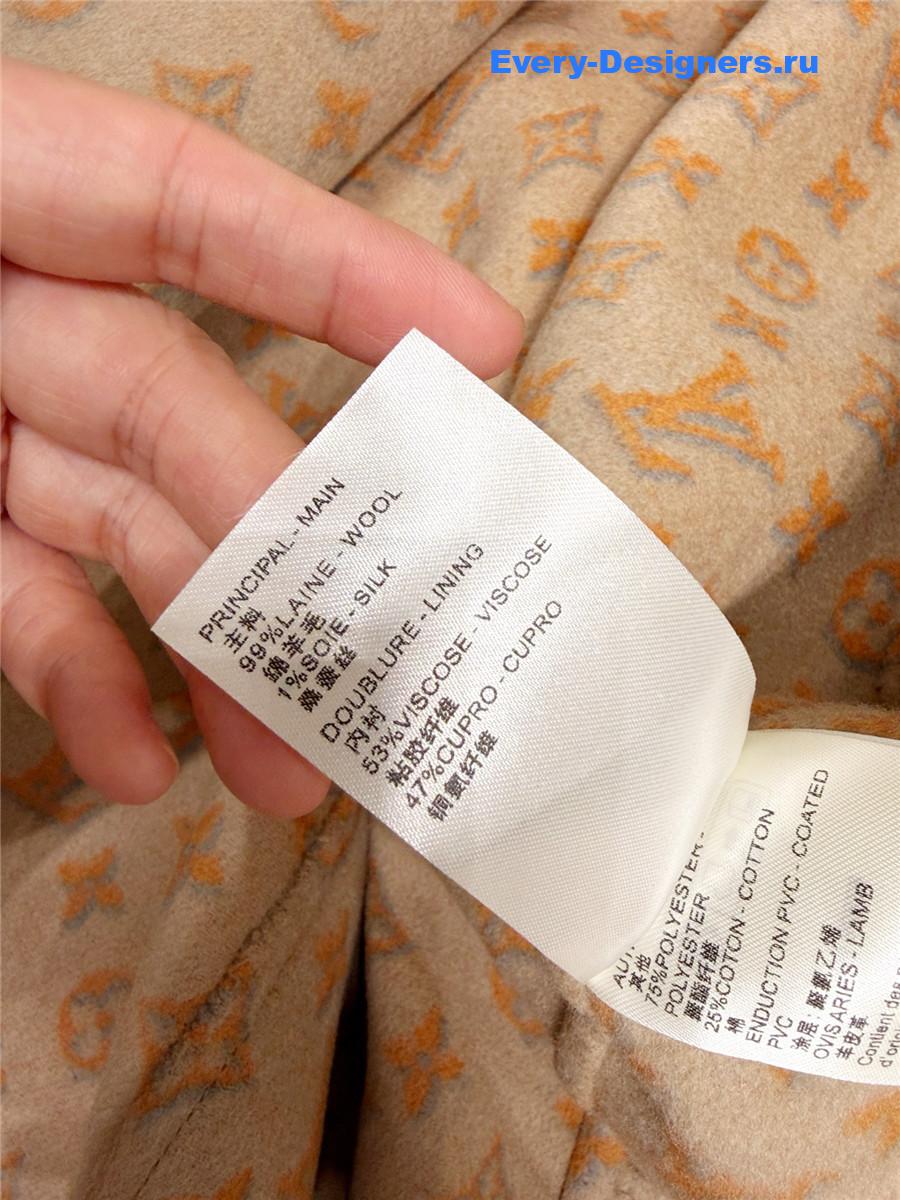 Every-Designers.ru
PRINCIPAL - MAIN
主料
99%LAINE - WOOL
绵羊毛
1%SOIE - SILK
桑蚕丝
DOUBLURE - LINING
内衬
53%VISCOSE - VISCOSE
粘胶纤维
47%CUPRO - CUPRO
铜氨纤维
其他
75%POLYESTER -
POLYESTER
聚酯纤维
25%COTON - COTTON
棉
ENDUCTION PVC - COATED
PVC
涂层: 聚氯乙烯
OVIS ARIES - LAMB
羊皮革
Contient des
d'ori